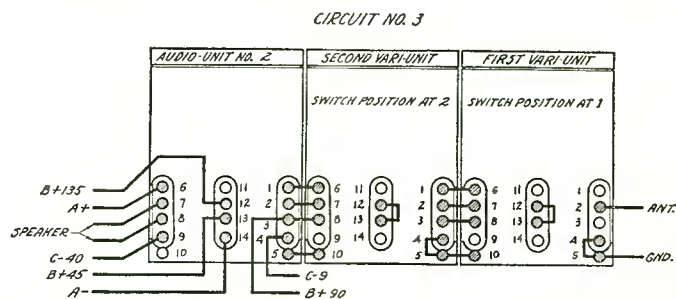 CIRCUIT NO. 3
AUDIO-UNIT NO. 2
SECOND VARI-UNIT
FIRST VARI-UNIT
SWITCH POSITION AT 2
SWITCH POSITION AT 1
6 11 1 6 11 1 6 11 1
B+135
7 12 2 7 12 2 7 12 2 ANT.
A+
8 13 3 8 13 3 8 13 3
SPEAKER
9 14 4 9 14 4 9 14 4
C-40
10 5 10 5 10 5 GND.
B+45
C-9
A-
B+90